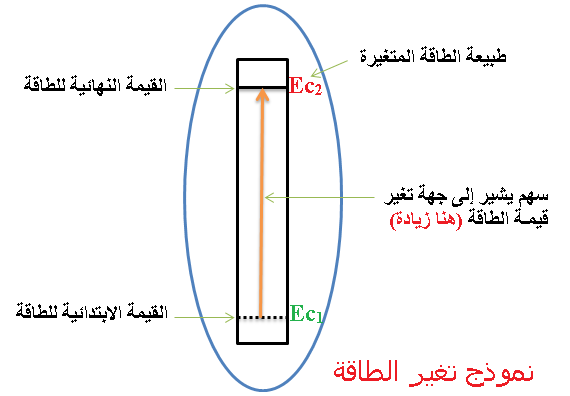 طبيعة الطاقة المتغيرة
Ec2
القيمة النهائية للطاقة
سهم يشير إلى جهة تغير
قيمة الطاقة (هنا زيادة)
Ec1
القيمة الابتدائية للطاقة
نموذج تغير الطاقة